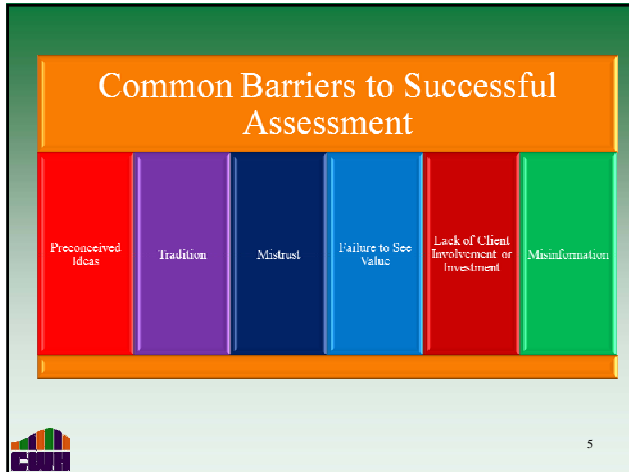 Common Barriers to Successful
Assessment
Preconceived
Ideas
Tradition
Mistrust
Failure to See
Value
Lack of Client
Involvement or
Investment
Misinformation
5
CWH